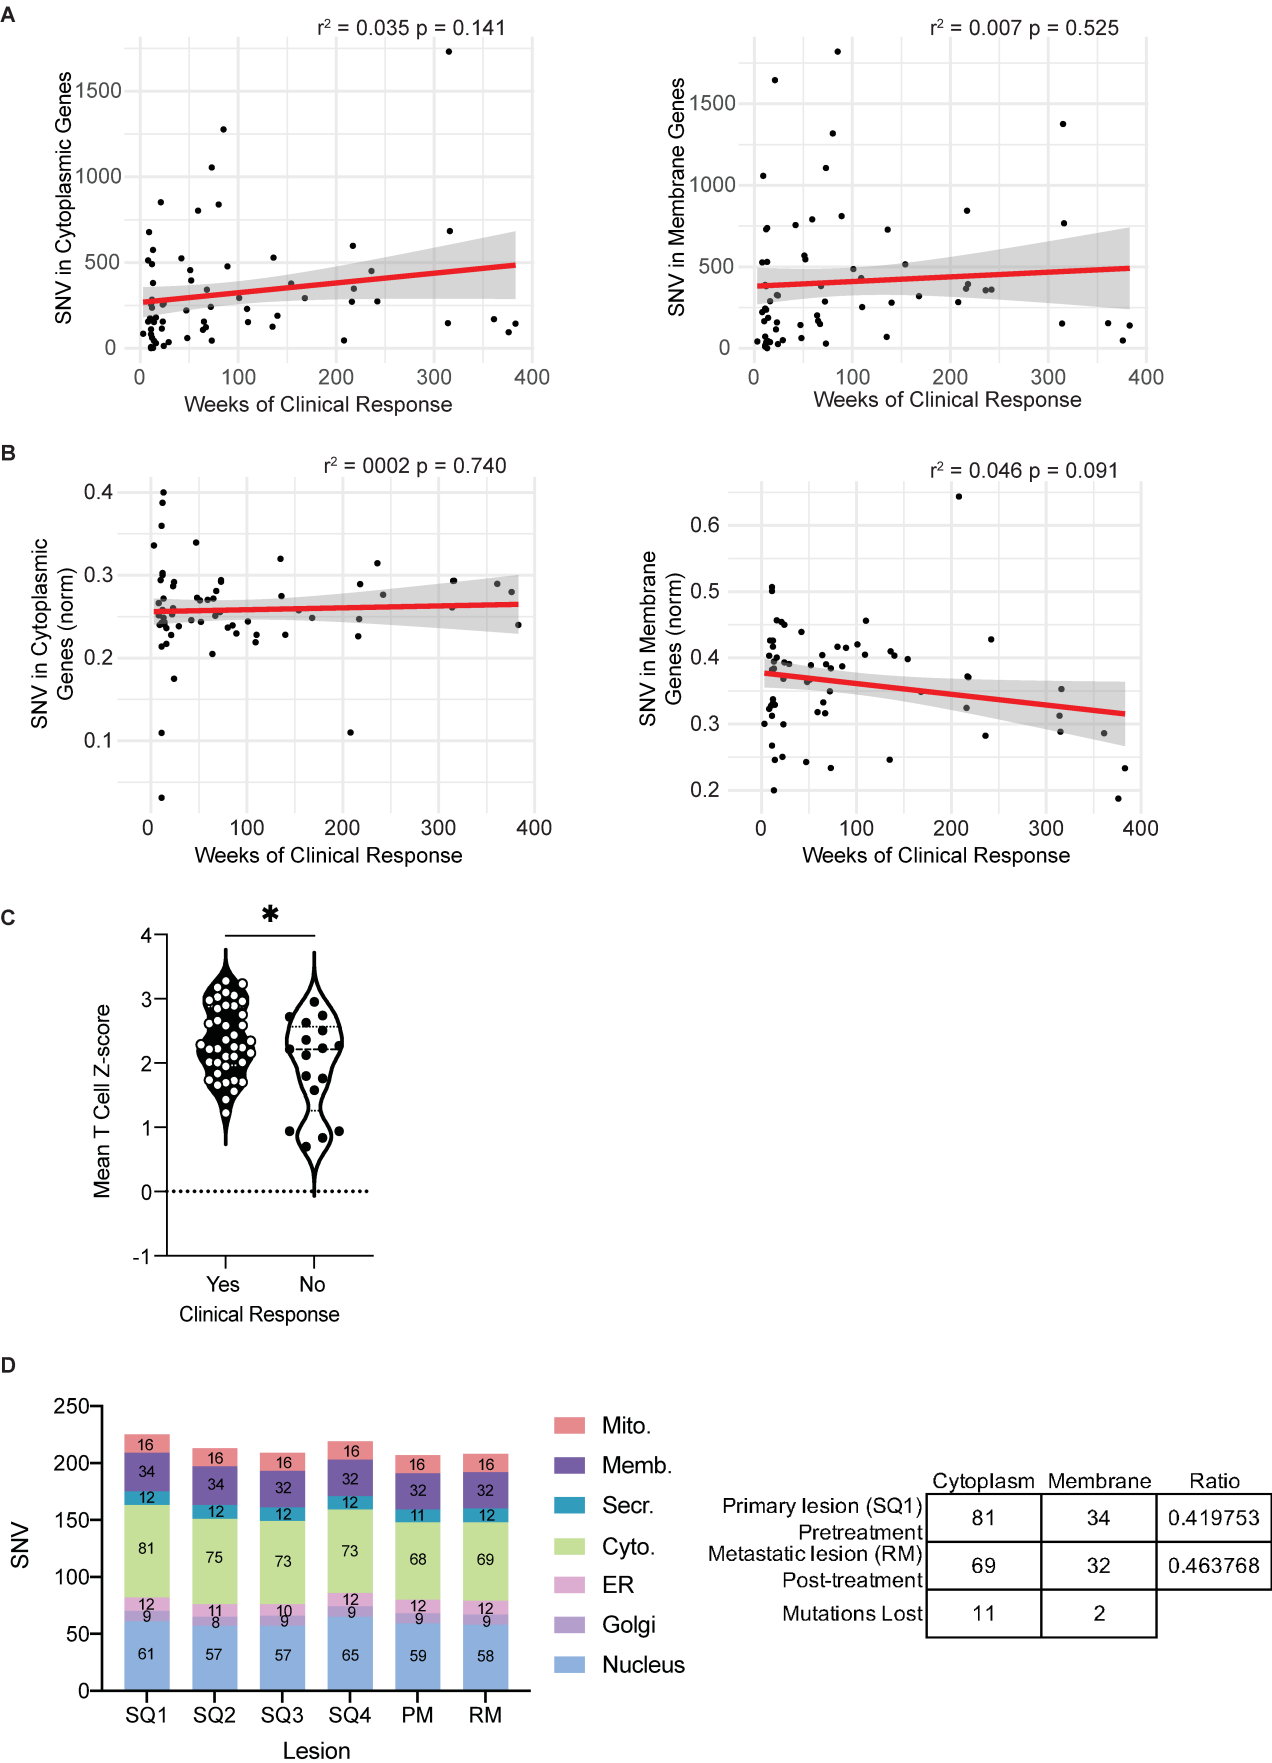 A
r² = 0.035 p = 0.141
r² = 0.007 p = 0.525
SNV in Cytoplasmic Genes
1500
1000
500
0
0 100 200 300 400
Weeks of Clinical Response
SNV in Membrane Genes
1500
1000
500
0
0 100 200 300 400
Weeks of Clinical Response
B
r² = 0002 p = 0.740
r² = 0.046 p = 0.091
SNV in Cytoplasmic
Genes (norm)
0.4
0.3
0.2
0.1
0 100 200 300 400
Weeks of Clinical Response
SNV in Membrane
Genes (norm)
0.6
0.5
0.4
0.3
0.2
0 100 200 300 400
Weeks of Clinical Response
C
*
Mean T Cell Z-score
4
3
2
1
0
-1
Yes No
Clinical Response
D
SNV
250
200
150
100
50
0
16 34 12 81 12 9 61
16 34 12 75 11 8 57
16 32 12 73 10 9 57
16 32 12 73 12 9 65
16 32 11 68 12 9 59
16 32 12 69 12 9 58
SQ1 SQ2 SQ3 SQ4 PM RM
Lesion
Mito.
Memb.
Secr.
Cyto.
ER
Golgi
Nucleus
Cytoplasm Membrane Ratio
Primary lesion (SQ1)
Pretreatment
81 34 0.419753
Metastatic lesion (RM)
Post-treatment
69 32 0.463768
Mutations Lost 11 2